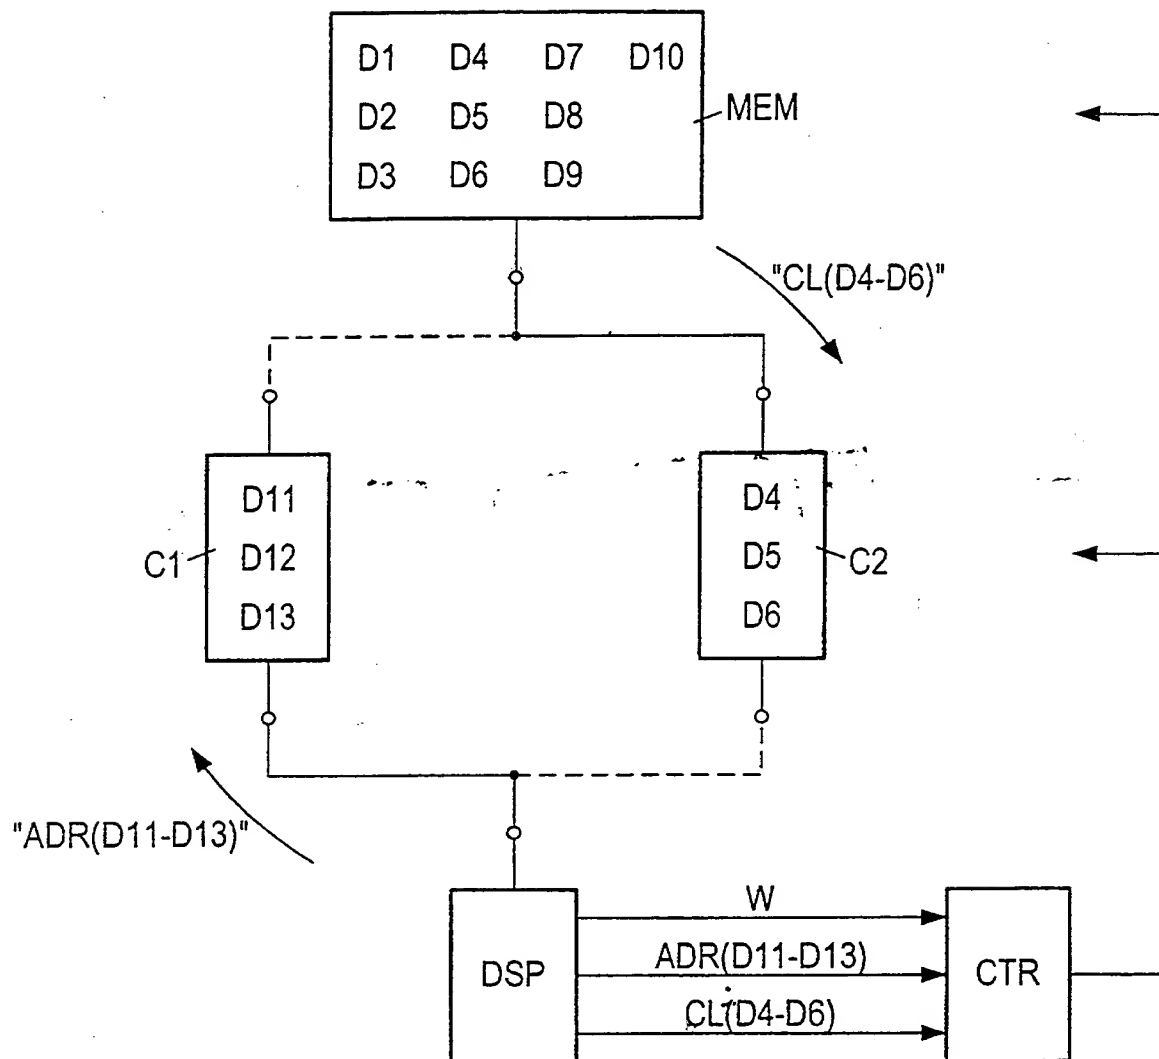 D1 D4 D7 D10
D2 D5 D8
MEM
D3 D6 D9
"CL(D4-D6)"
D11
D12
D13
C1
D4
D5
D6
C2
"ADR(D11-D13)"
W
DSP
ADR(D11-D13)
CTR
CL(D4-D6)